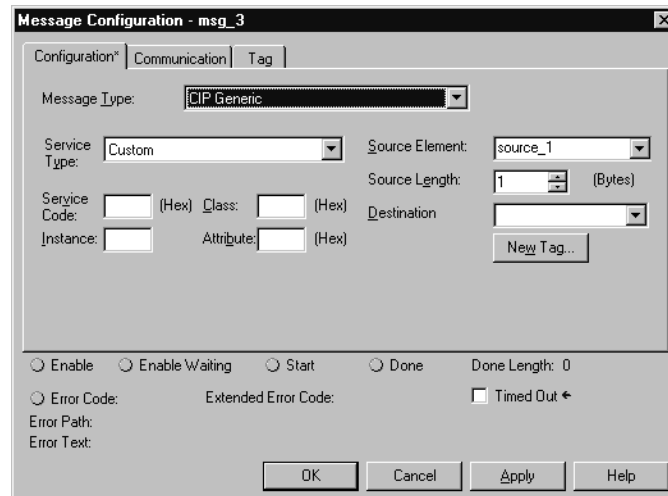 Message Configuration - msg_3
Configuration* Communication Tag
Message Type: CIP Generic
Service Type: Custom
Source Element: source_1
Source Length: 1 (Bytes)
Service Code: (Hex) Class: (Hex)
Destination
Instance: Attribute: (Hex)
New Tag...
Enable Enable Waiting Start Done Done Length: 0
Error Code: Extended Error Code: Timed Out ←
Error Path:
Error Text:
OK Cancel Apply Help